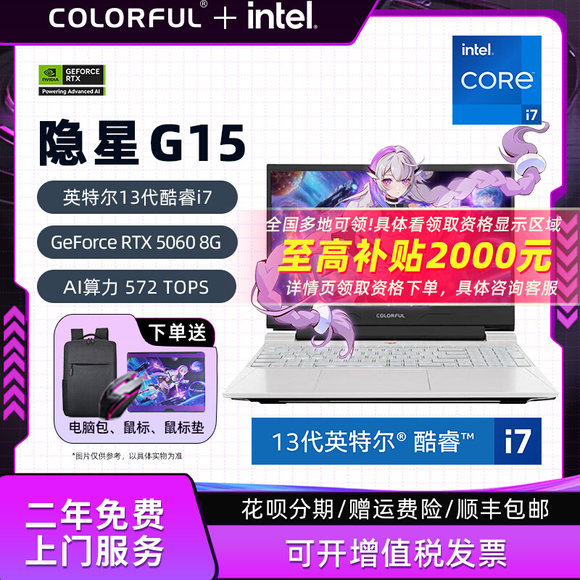 COLORFUL® + intel
NVIDIA
GEFORCE RTX
Powering Advanced AI
intel
CORE™
i7
隐星G15
英特尔13代酷睿i7
GeForce RTX 5060 8G
AI算力 572 TOPS
全国多地可领!具体看领取资格显示区域
至高补贴2000元
详情页领取资格下单，具体咨询客服
COLORFUL
下单送
电脑包、鼠标、鼠标垫
*图片仅供参考，以具体实物为准
13代英特尔® 酷睿™ i7
二年免费
上门服务
花呗分期/赠运费险/顺丰包邮
可开增值税发票